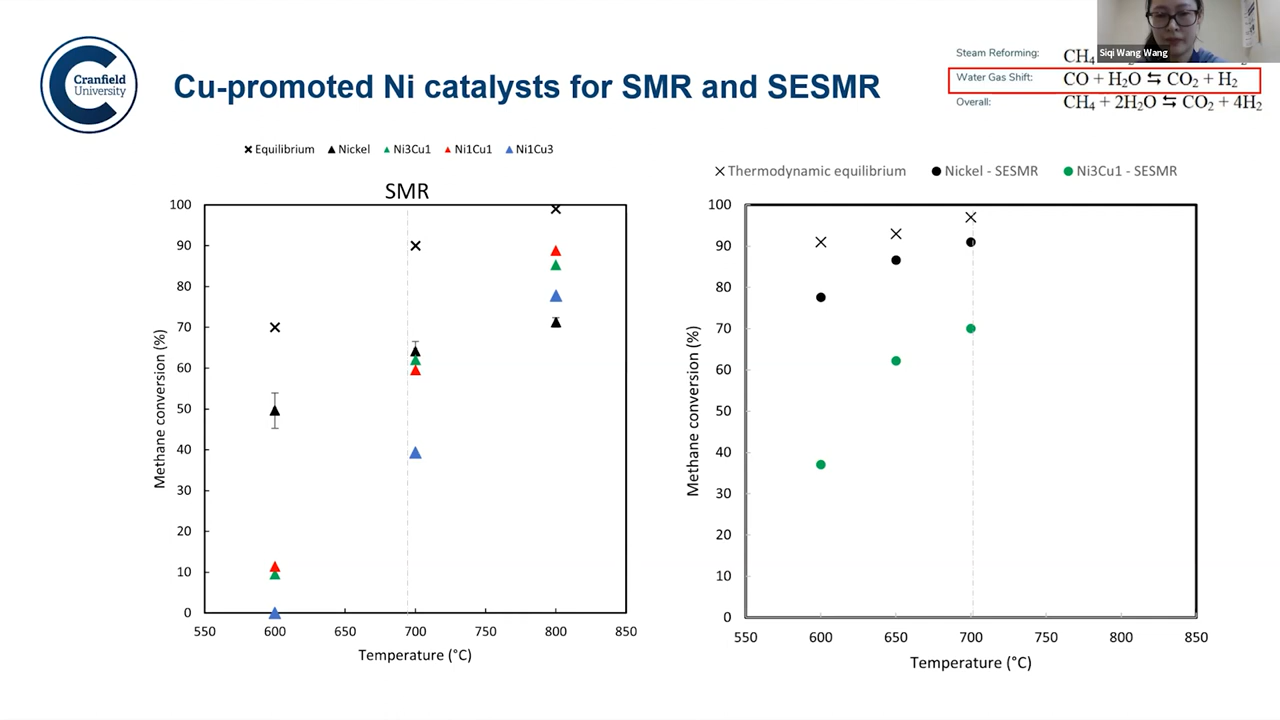 Cranfield
University
Cu-promoted Ni catalysts for SMR and SESMR
Steam Reforming: CH₄
Water Gas Shift: CO + H₂O ⇆ CO₂ + H₂
Overall: CH₄ + 2H₂O ⇆ CO₂ + 4H₂
Siqi Wang Wang
× Equilibrium ▲ Nickel ▲ Ni3Cu1 ▲ Ni1Cu1 ▲ Ni1Cu3
SMR
Methane conversion (%)
100
90
80
70
60
50
40
30
20
10
0
550 600 650 700 750 800 850
Temperature (°C)
× Thermodynamic equilibrium ● Nickel - SESMR ● Ni3Cu1 - SESMR
Methane conversion (%)
100
90
80
70
60
50
40
30
20
10
0
550 600 650 700 750 800 850
Temperature (°C)